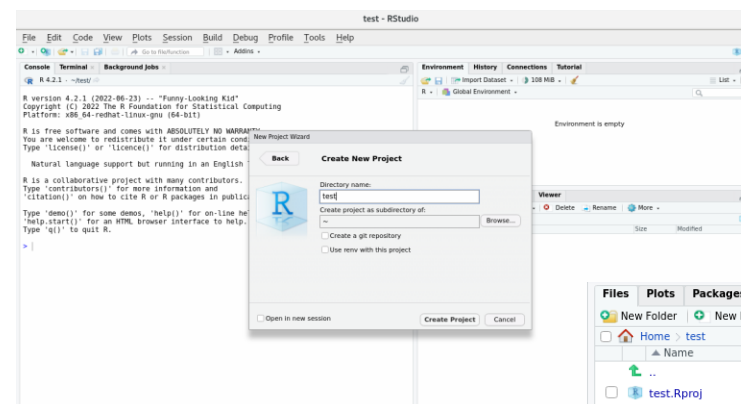 test - RStudio
File Edit Code View Plots Session Build Debug Profile Tools Help
Go to file/function Addins
Console Terminal Background Jobs
R 4.2.1 · ~/test/
R version 4.2.1 (2022-06-23) -- "Funny-Looking Kid"
Copyright (C) 2022 The R Foundation for Statistical Computing
Platform: x86_64-redhat-linux-gnu (64-bit)
R is free software and comes with ABSOLUTELY NO WARRANTY
You are welcome to redistribute it under certain cond
Type 'license()' or 'licence()' for distribution deta
Natural language support but running in an English
R is a collaborative project with many contributors.
Type 'contributors()' for more information and
'citation()' on how to cite R or R packages in public
Type 'demo()' for some demos, 'help()' for on-line he
'help.start()' for an HTML browser interface to help.
Type 'q()' to quit R.
>
New Project Wizard
Back Create New Project
R
Directory name:
test
Create project as subdirectory of:
~ Browse...
Create a git repository
Use renv with this project
Open in new session Create Project Cancel
Environment History Connections Tutorial
Import Dataset 108 MiB List
R Global Environment
Environment is empty
Viewer
Delete Rename More
Size Modified
Files Plots Packages
New Folder New
Home test
Name
..
test.Rproj